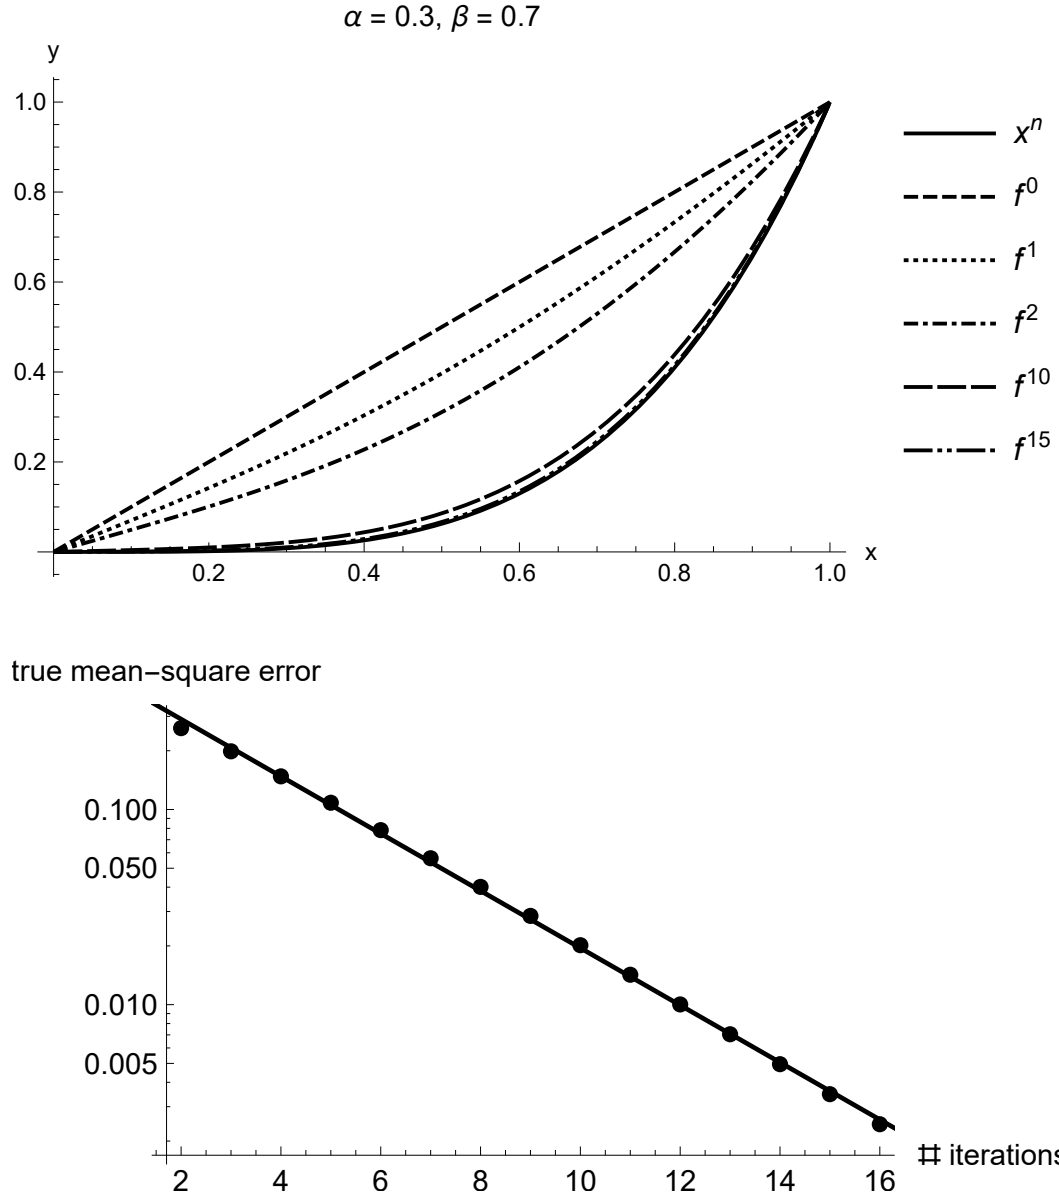 α = 0.3, β = 0.7
y
1.0
0.8
0.6
0.4
0.2
0.2 0.4 0.6 0.8 1.0
x
xⁿ
f⁰
f¹
f²
f¹⁰
f¹⁵
true mean−square error
0.100
0.050
0.010
0.005
2 4 6 8 10 12 14 16
# iterations